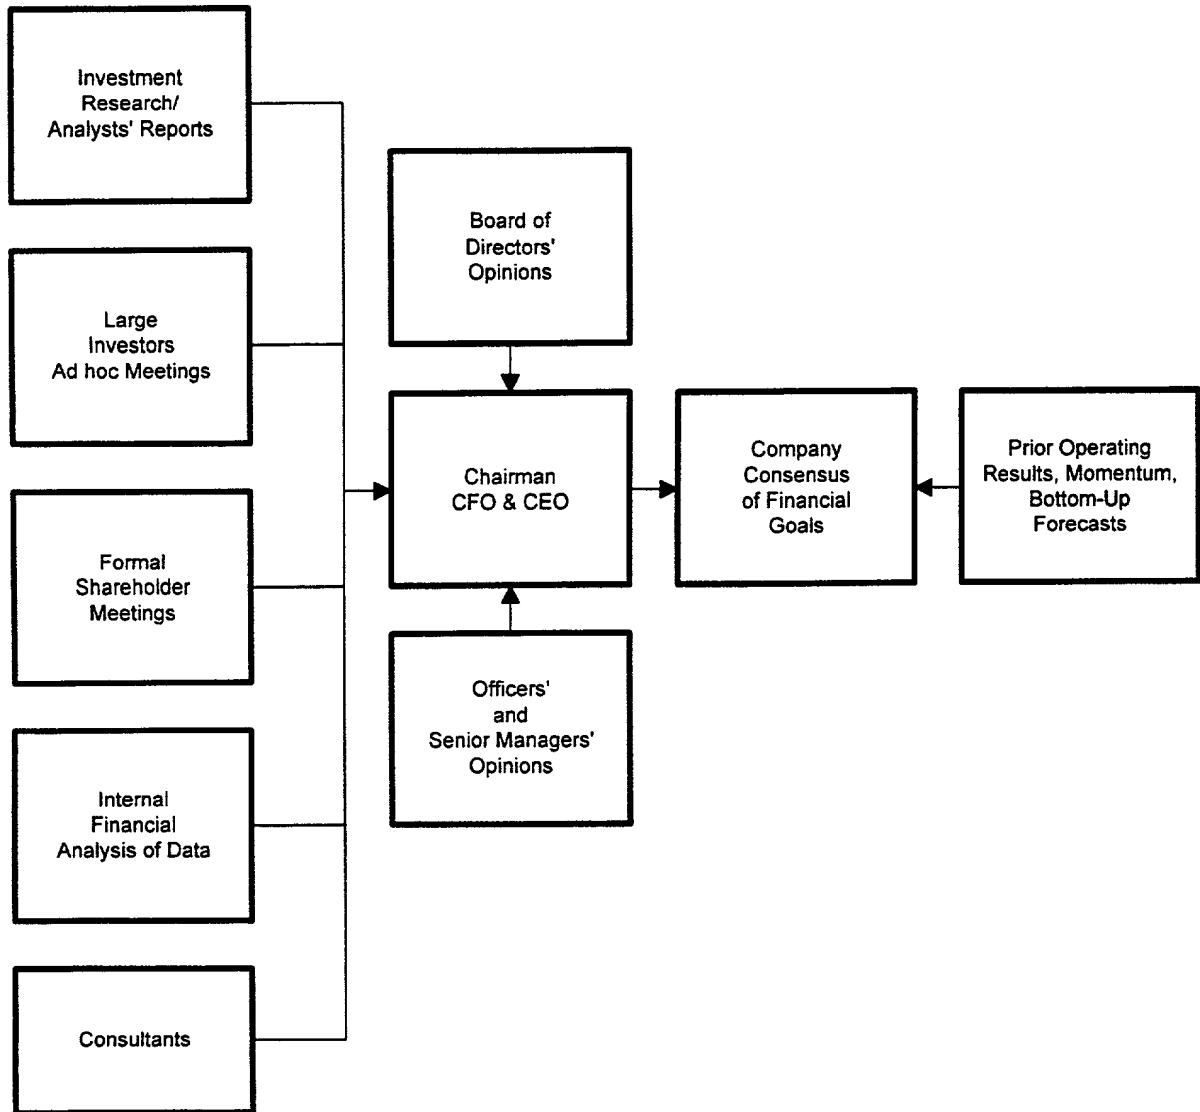 Investment
Research/
Analysts' Reports
Large
Investors
Ad hoc Meetings
Formal
Shareholder
Meetings
Internal
Financial
Analysis of Data
Consultants
Board of
Directors'
Opinions
Chairman
CFO & CEO
Officers'
and
Senior Managers'
Opinions
Company
Consensus
of Financial
Goals
Prior Operating
Results, Momentum,
Bottom-Up
Forecasts